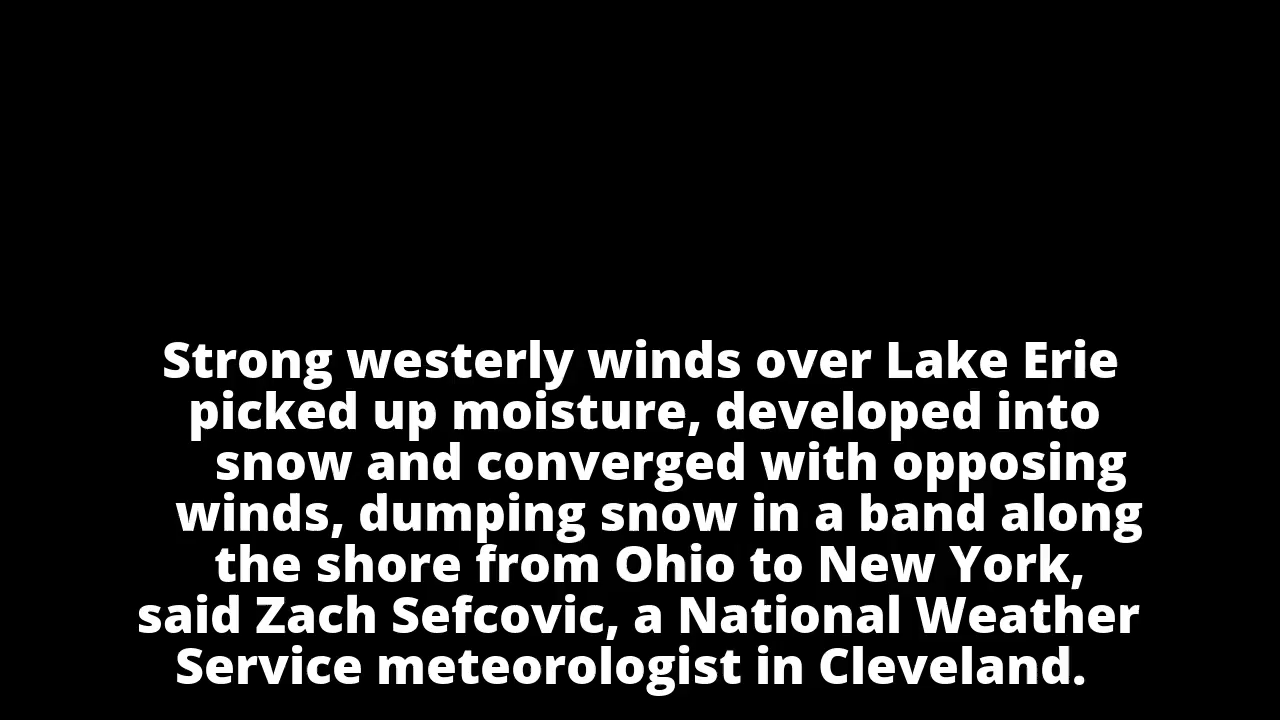 Strong westerly winds over Lake Erie
picked up moisture, developed into
snow and converged with opposing
winds, dumping snow in a band along
the shore from Ohio to New York,
said Zach Sefcovic, a National Weather
Service meteorologist in Cleveland.